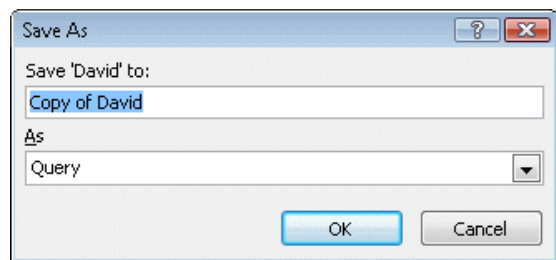 Save As
Save 'David' to:
Copy of David
As
Query
OK Cancel